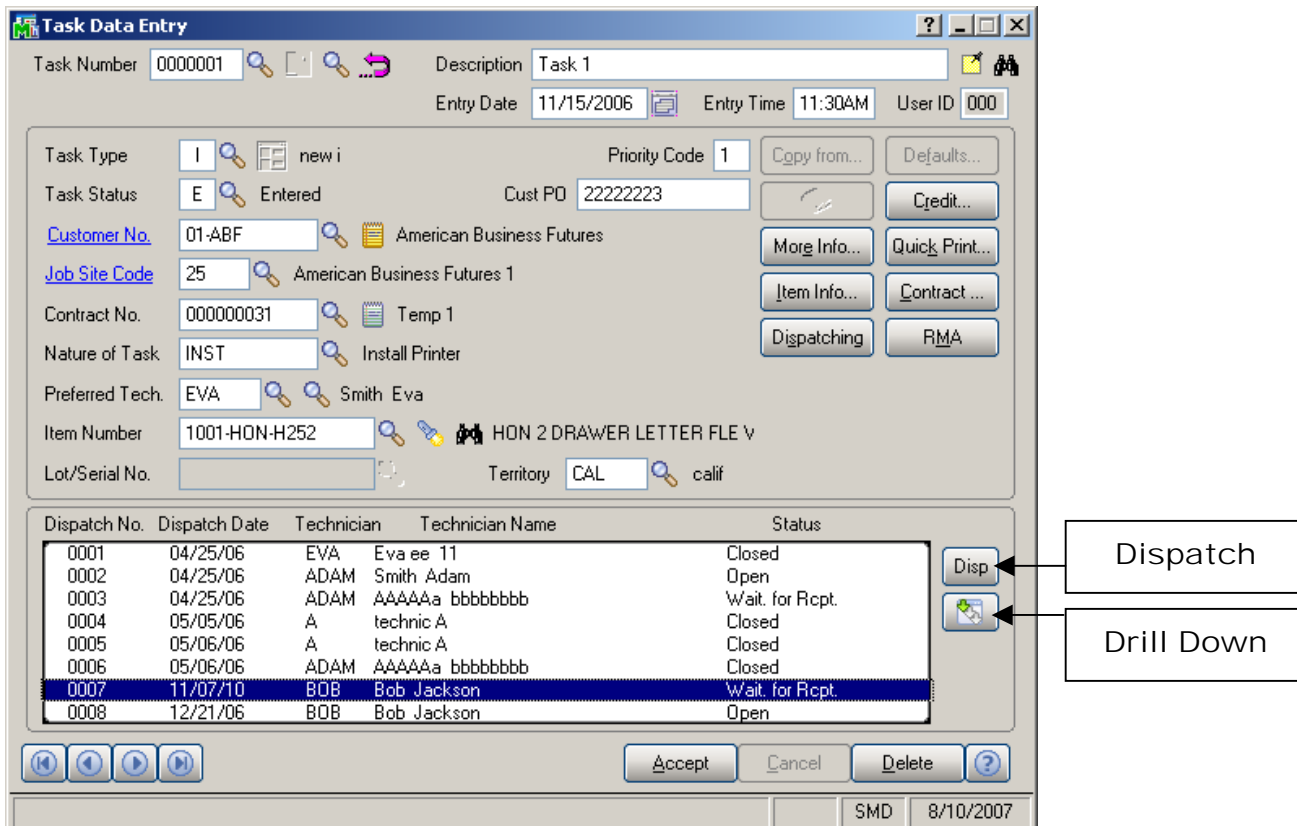 Task Data Entry
Task Number 0000001 Description Task 1
Entry Date 11/15/2006 Entry Time 11:30AM User ID 000
Task Type I new i Priority Code 1 Copy from... Defaults...
Task Status E Entered Cust PO 22222223 Credit...
Customer No. 01-ABF American Business Futures More Info... Quick Print...
Job Site Code 25 American Business Futures 1
Item Info... Contract ...
Contract No. 000000031 Temp 1
Dispatching RMA
Nature of Task INST Install Printer
Preferred Tech. EVA Smith Eva
Item Number 1001-HON-H252 HON 2 DRAWER LETTER FLE V
Lot/Serial No. Territory CAL calif
Dispatch No. Dispatch Date Technician Technician Name Status
0001 04/25/06 EVA Eva ee 11 Closed
0002 04/25/06 ADAM Smith Adam Open
0003 04/25/06 ADAM AAAAAa bbbbbbbb Wait. for Rcpt.
0004 05/05/06 A technic A Closed
0005 05/06/06 A technic A Closed
0006 05/06/06 ADAM AAAAAa bbbbbbbb Closed
0007 11/07/10 BOB Bob Jackson Wait. for Rcpt.
0008 12/21/06 BOB Bob Jackson Open
Disp
Dispatch
Drill Down
Accept Cancel Delete
SMD 8/10/2007